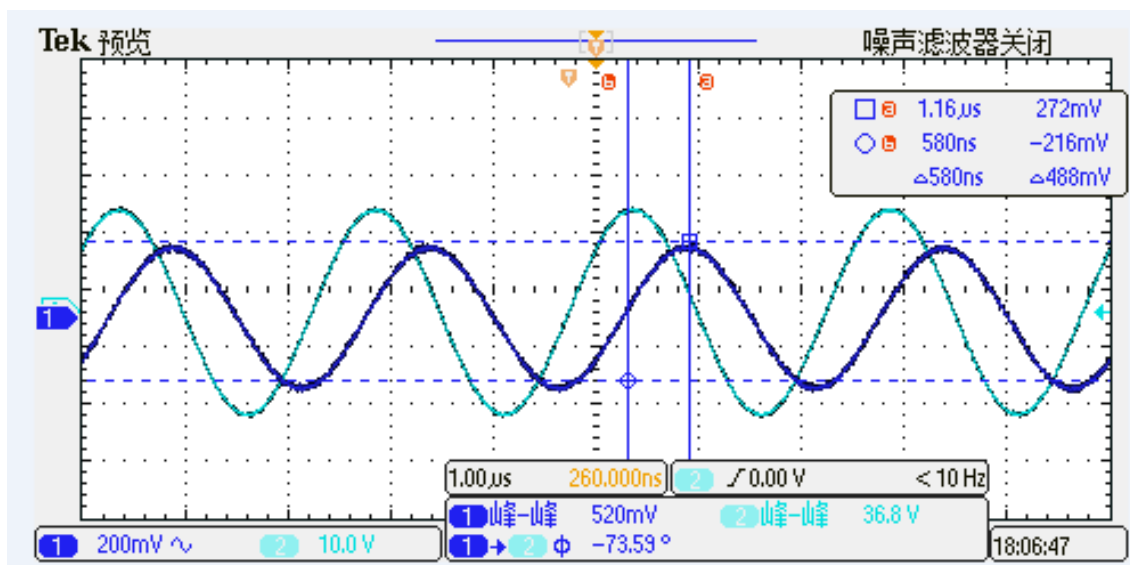 Tek 预览 噪声滤波器关闭
T
T b a
a 1.16µs 272mV
b 580ns −216mV
△580ns △488mV
1
1.00µs 260.000ns 2 0.00 V < 10 Hz
1 峰−峰 520mV 2 峰−峰 36.8 V
1 200mV 2 10.0 V 1 → 2 ϕ −73.59 ° 18:06:47